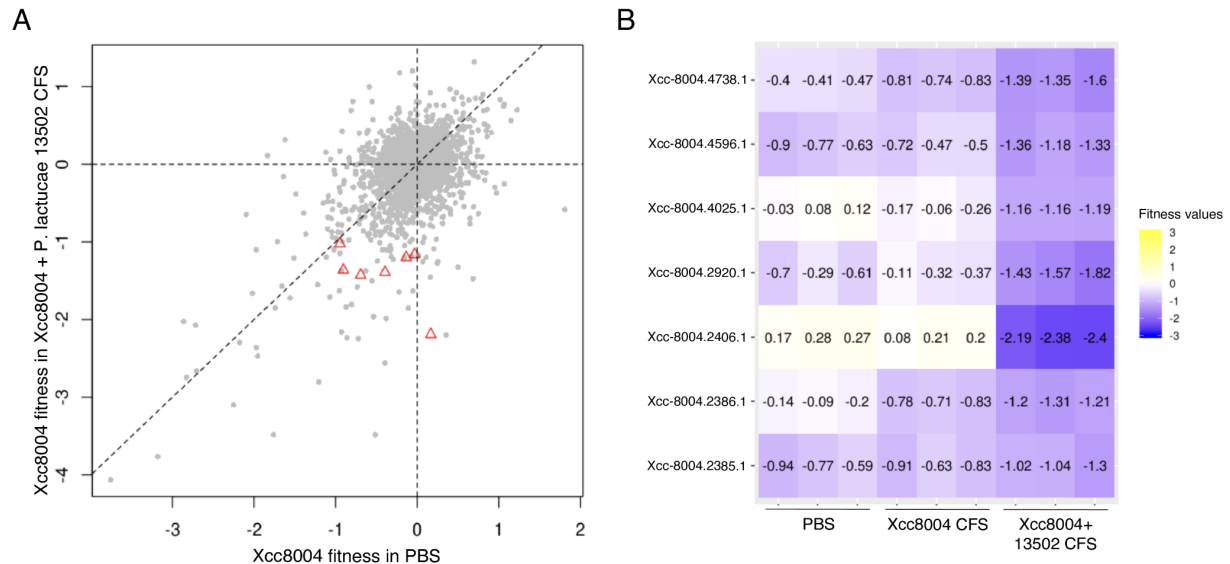 A
Xcc8004 fitness in Xcc8004 + P. lactucae 13502 CFS
1
0
-1
-2
-3
-4
-3
-2
-1
0
1
2
Xcc8004 fitness in PBS
B
Xcc-8004.4738.1 -0.4 -0.41 -0.47 -0.81 -0.74 -0.83 -1.39 -1.35 -1.6
Xcc-8004.4596.1 -0.9 -0.77 -0.63 -0.72 -0.47 -0.5 -1.36 -1.18 -1.33
Xcc-8004.4025.1 -0.03 0.08 0.12 -0.17 -0.06 -0.26 -1.16 -1.16 -1.19
Xcc-8004.2920.1 -0.7 -0.29 -0.61 -0.11 -0.32 -0.37 -1.43 -1.57 -1.82
Xcc-8004.2406.1 0.17 0.28 0.27 0.08 0.21 0.2 -2.19 -2.38 -2.4
Xcc-8004.2386.1 -0.14 -0.09 -0.2 -0.78 -0.71 -0.83 -1.2 -1.31 -1.21
Xcc-8004.2385.1 -0.94 -0.77 -0.59 -0.91 -0.63 -0.83 -1.02 -1.04 -1.3
PBS Xcc8004 CFS Xcc8004+
13502 CFS
Fitness values
3
2
1
0
-1
-2
-3